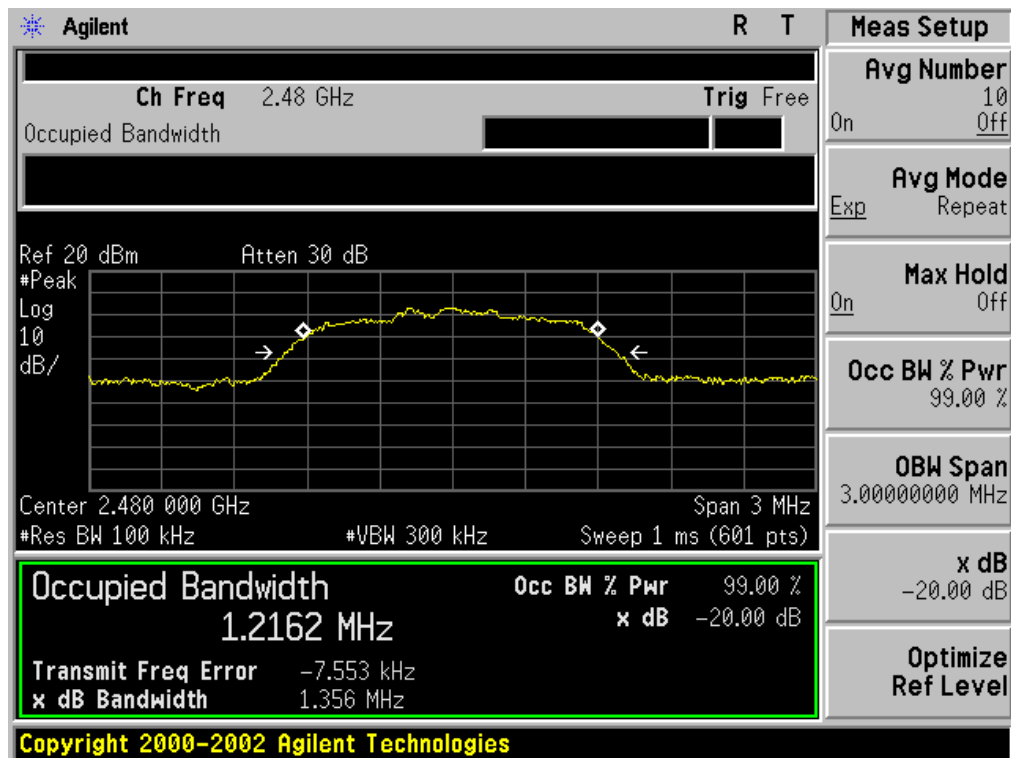 Agilent R T Meas Setup
Ch Freq 2.48 GHz Trig Free
Occupied Bandwidth
Ref 20 dBm Atten 30 dB
#Peak
Log
10
dB/
Center 2.480 000 GHz Span 3 MHz
#Res BW 100 kHz #VBW 300 kHz Sweep 1 ms (601 pts)
Occupied Bandwidth Occ BW % Pwr 99.00 %
1.2162 MHz x dB -20.00 dB
Transmit Freq Error -7.553 kHz
x dB Bandwidth 1.356 MHz
Avg Number
10
On Off
Avg Mode
Exp Repeat
Max Hold
On Off
Occ BW % Pwr
99.00 %
OBW Span
3.00000000 MHz
x dB
-20.00 dB
Optimize
Ref Level
Copyright 2000-2002 Agilent Technologies